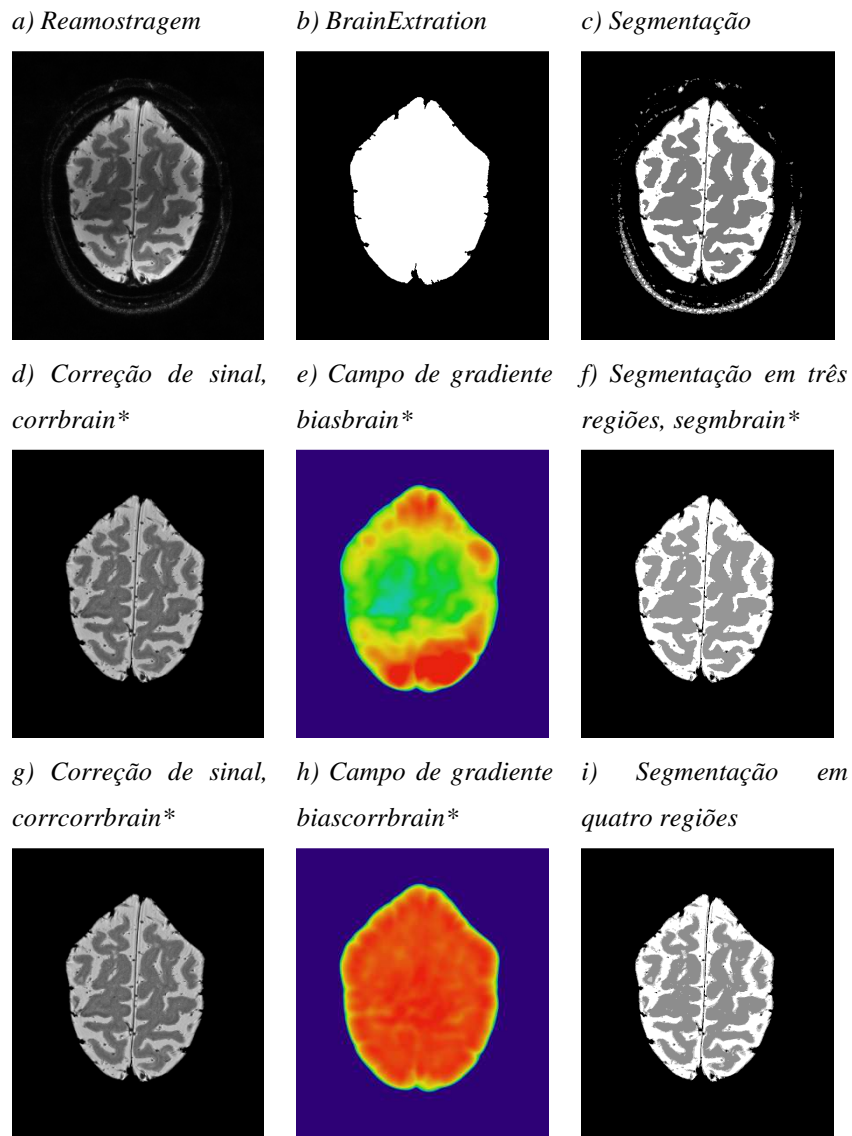 a) Reamostragem
b) BrainExtration
c) Segmentação
d) Correção de sinal,
corrbrain*
e) Campo de gradiente
biasbrain*
f) Segmentação em três
regiões, segmbrain*
g) Correção de sinal,
corrcorrbrain*
h) Campo de gradiente
biascorrbrain*
i) Segmentação em
quatro regiões